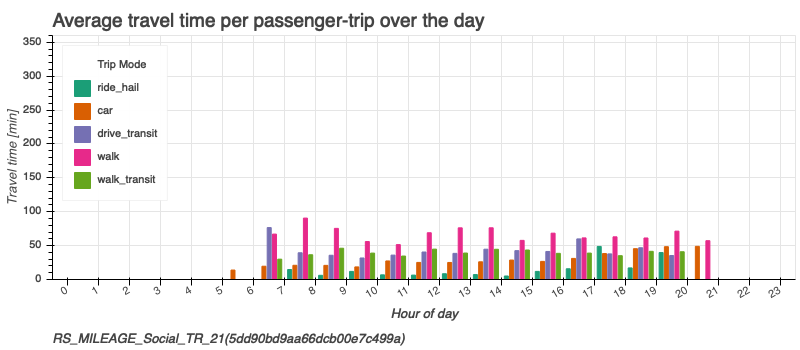 Average travel time per passenger-trip over the day
Travel time [min]
350
300
250
200
150
100
50
0
Trip Mode
ride_hail
car
drive_transit
walk
walk_transit
0 1 2 3 4 5 6 7 8 9 10 11 12 13 14 15 16 17 18 19 20 21 22 23
Hour of day
RS_MILEAGE_Social_TR_21(5dd90bd9aa66dcb00e7c499a)